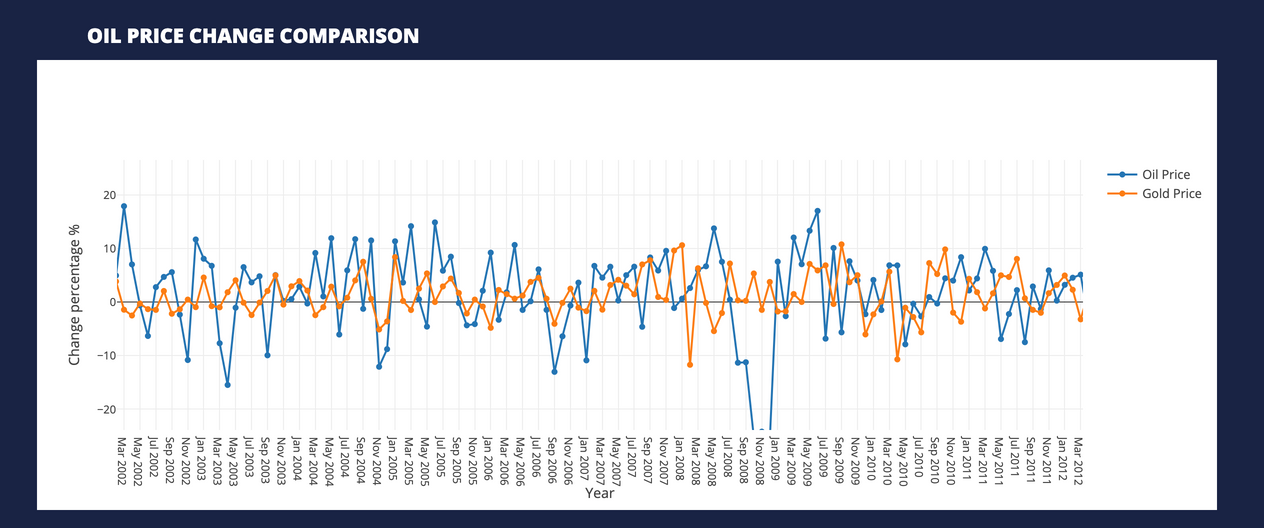 OIL PRICE CHANGE COMPARISON
Oil Price
Gold Price
Change percentage %
20
10
0
−10
−20
Mar 2002
May 2002
Jul 2002
Sep 2002
Nov 2002
Jan 2003
Mar 2003
May 2003
Jul 2003
Sep 2003
Nov 2003
Jan 2004
Mar 2004
May 2004
Jul 2004
Sep 2004
Nov 2004
Jan 2005
Mar 2005
May 2005
Jul 2005
Sep 2005
Nov 2005
Jan 2006
Mar 2006
May 2006
Jul 2006
Sep 2006
Nov 2006
Jan 2007
Mar 2007
May 2007
Jul 2007
Sep 2007
Nov 2007
Jan 2008
Mar 2008
May 2008
Jul 2008
Sep 2008
Nov 2008
Jan 2009
Mar 2009
May 2009
Jul 2009
Sep 2009
Nov 2009
Jan 2010
Mar 2010
May 2010
Jul 2010
Sep 2010
Nov 2010
Jan 2011
Mar 2011
May 2011
Jul 2011
Sep 2011
Nov 2011
Jan 2012
Mar 2012
Year